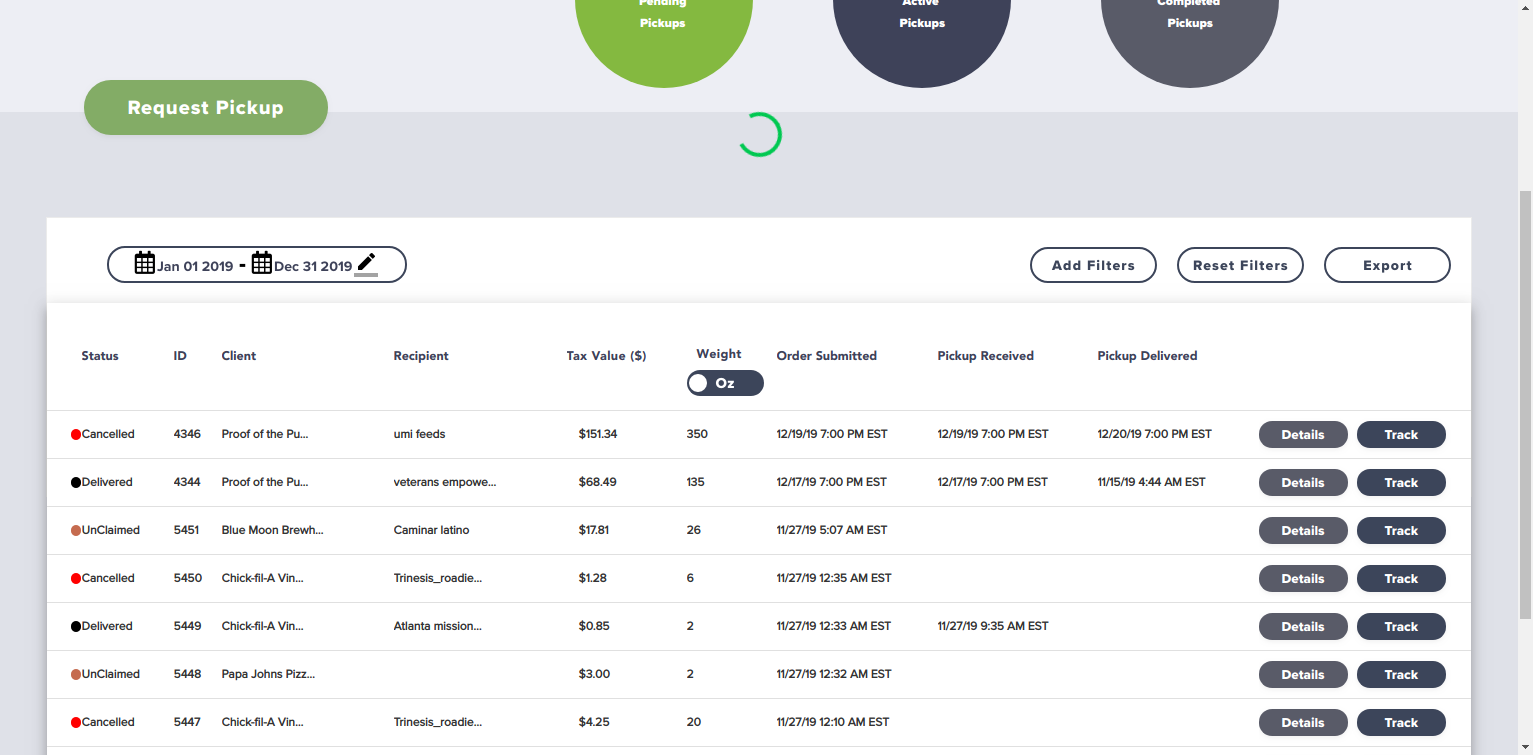 Pending Active Completed
Pickups Pickups Pickups
Request Pickup
Jan 01 2019 - Dec 31 2019 Add Filters Reset Filters Export
Status ID Client Recipient Tax Value ($) Weight Order Submitted Pickup Received Pickup Delivered
Oz
Cancelled 4346 Proof of the Pu... umi feeds $151.34 350 12/19/19 7:00 PM EST 12/19/19 7:00 PM EST 12/20/19 7:00 PM EST Details Track
Delivered 4344 Proof of the Pu... veterans empowe... $68.49 135 12/17/19 7:00 PM EST 12/17/19 7:00 PM EST 11/15/19 4:44 AM EST Details Track
UnClaimed 5451 Blue Moon Brewh... Caminar latino $17.81 26 11/27/19 5:07 AM EST Details Track
Cancelled 5450 Chick-fil-A Vin... Trinesis_roadie... $1.28 6 11/27/19 12:35 AM EST Details Track
Delivered 5449 Chick-fil-A Vin... Atlanta mission... $0.85 2 11/27/19 12:33 AM EST 11/27/19 9:35 AM EST Details Track
UnClaimed 5448 Papa Johns Pizz... $3.00 2 11/27/19 12:32 AM EST Details Track
Cancelled 5447 Chick-fil-A Vin... Trinesis_roadie... $4.25 20 11/27/19 12:10 AM EST Details Track